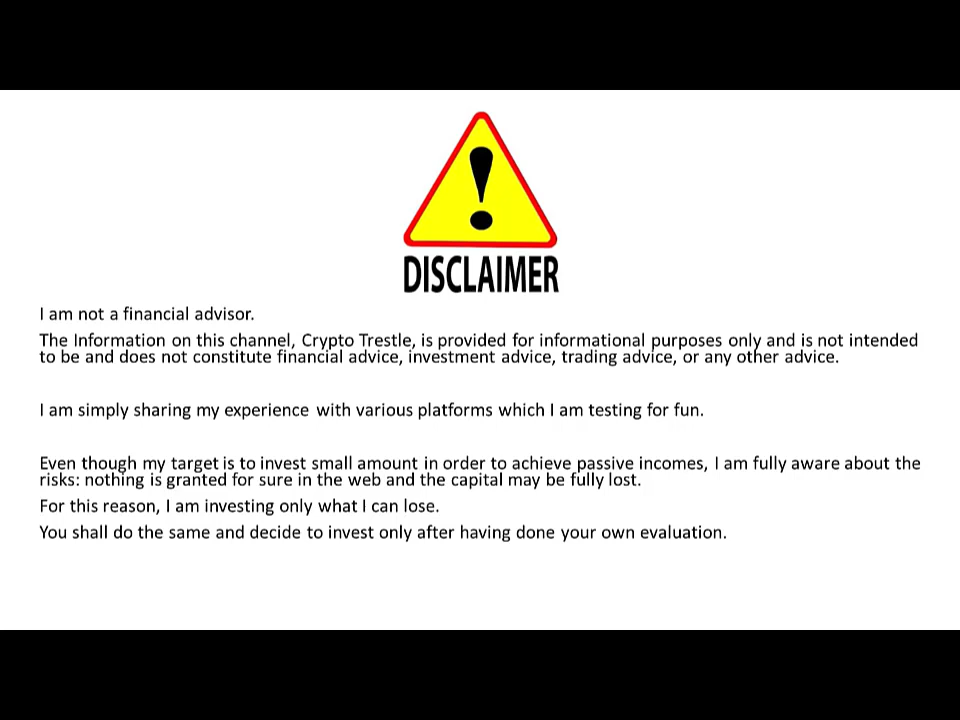 DISCLAIMER
I am not a financial advisor.
The Information on this channel, Crypto Trestle, is provided for informational purposes only and is not intended
to be and does not constitute financial advice, investment advice, trading advice, or any other advice.
I am simply sharing my experience with various platforms which I am testing for fun.
Even though my target is to invest small amount in order to achieve passive incomes, I am fully aware about the
risks: nothing is granted for sure in the web and the capital may be fully lost.
For this reason, I am investing only what I can lose.
You shall do the same and decide to invest only after having done your own evaluation.